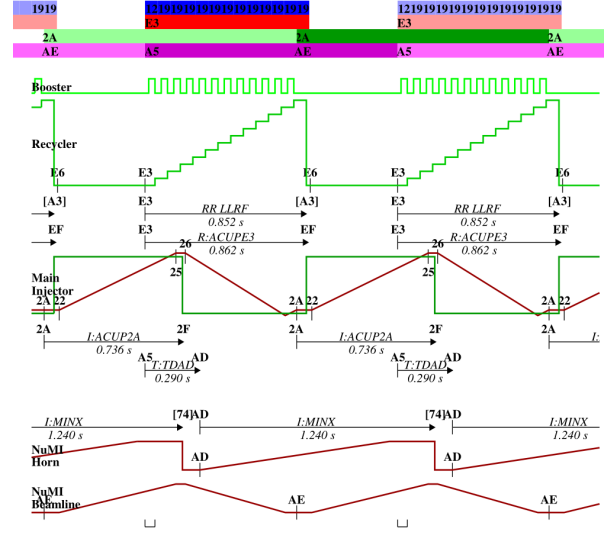 1919 12191919191919191919191919 12191919191919191919191919
E3 E3
2A 2A 2A
AE A5 AE A5 AE
Booster
Recycler
E6 E3 E6 E3 E6
[A3] E3 [A3] E3 [A3]
RR LLRF RR LLRF
0.852 s 0.852 s
EF E3 R:ACUPE3 EF E3 R:ACUPE3 EF
0.862 s 0.862 s
26 26
25 25
Main
Injector
2A 22 2A 22 2A 22
2A I:ACUP2A 2F 2A I:ACUP2A 2F 2A I:
0.736 s 0.736 s
A5 T:TDAD AD A5 T:TDAD AD
0.290 s 0.290 s
I:MINX [74] AD I:MINX [74] AD I:MINX
1.240 s 1.240 s 1.240 s
NuMI
Horn
AD AD
NuMI
Beamline
AE AE AE